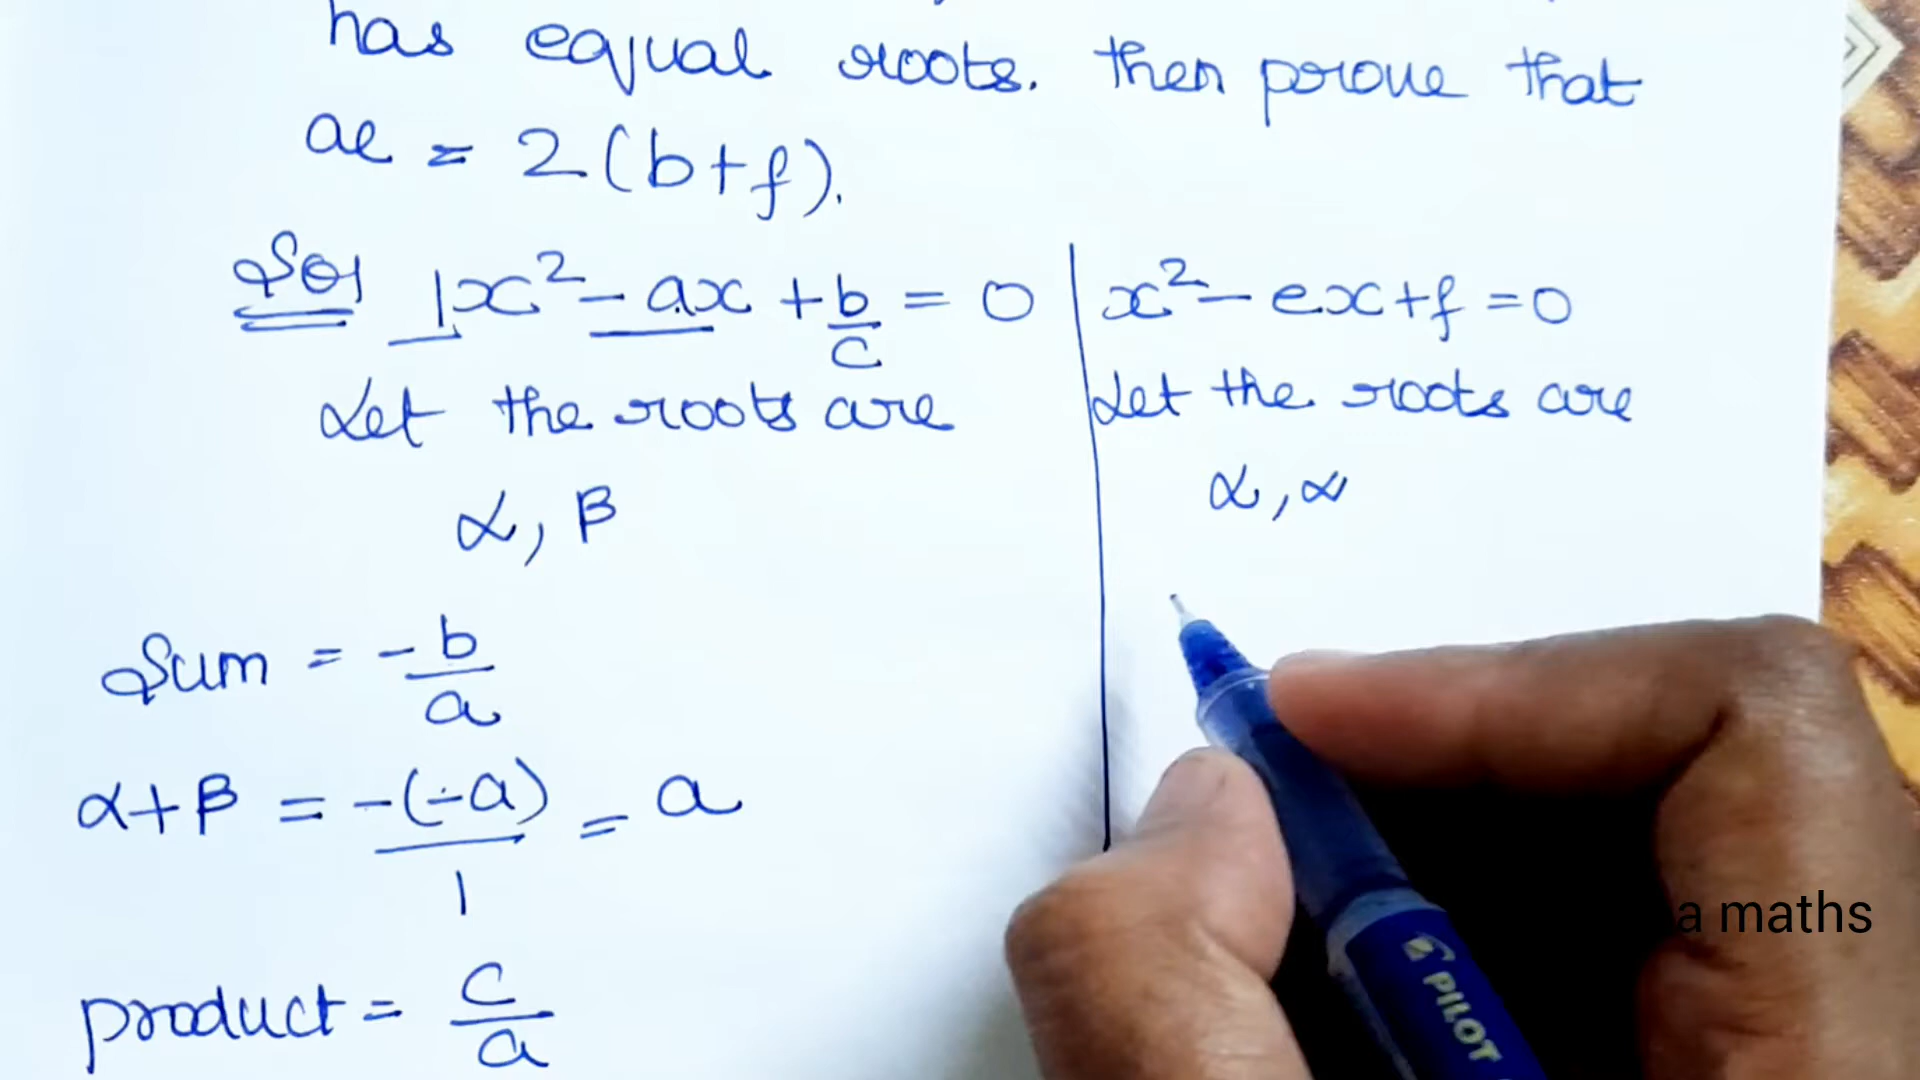 has equal roots. then prove that
ae = 2(b+f).
Sol 1x² - ax + b = 0
c
Let the roots are
α, β
Sum = - b/a
α+β = -(-a)/1 = a
product = c/a
x² - ex + f = 0
Let the roots are
α, α
PILOT
a maths